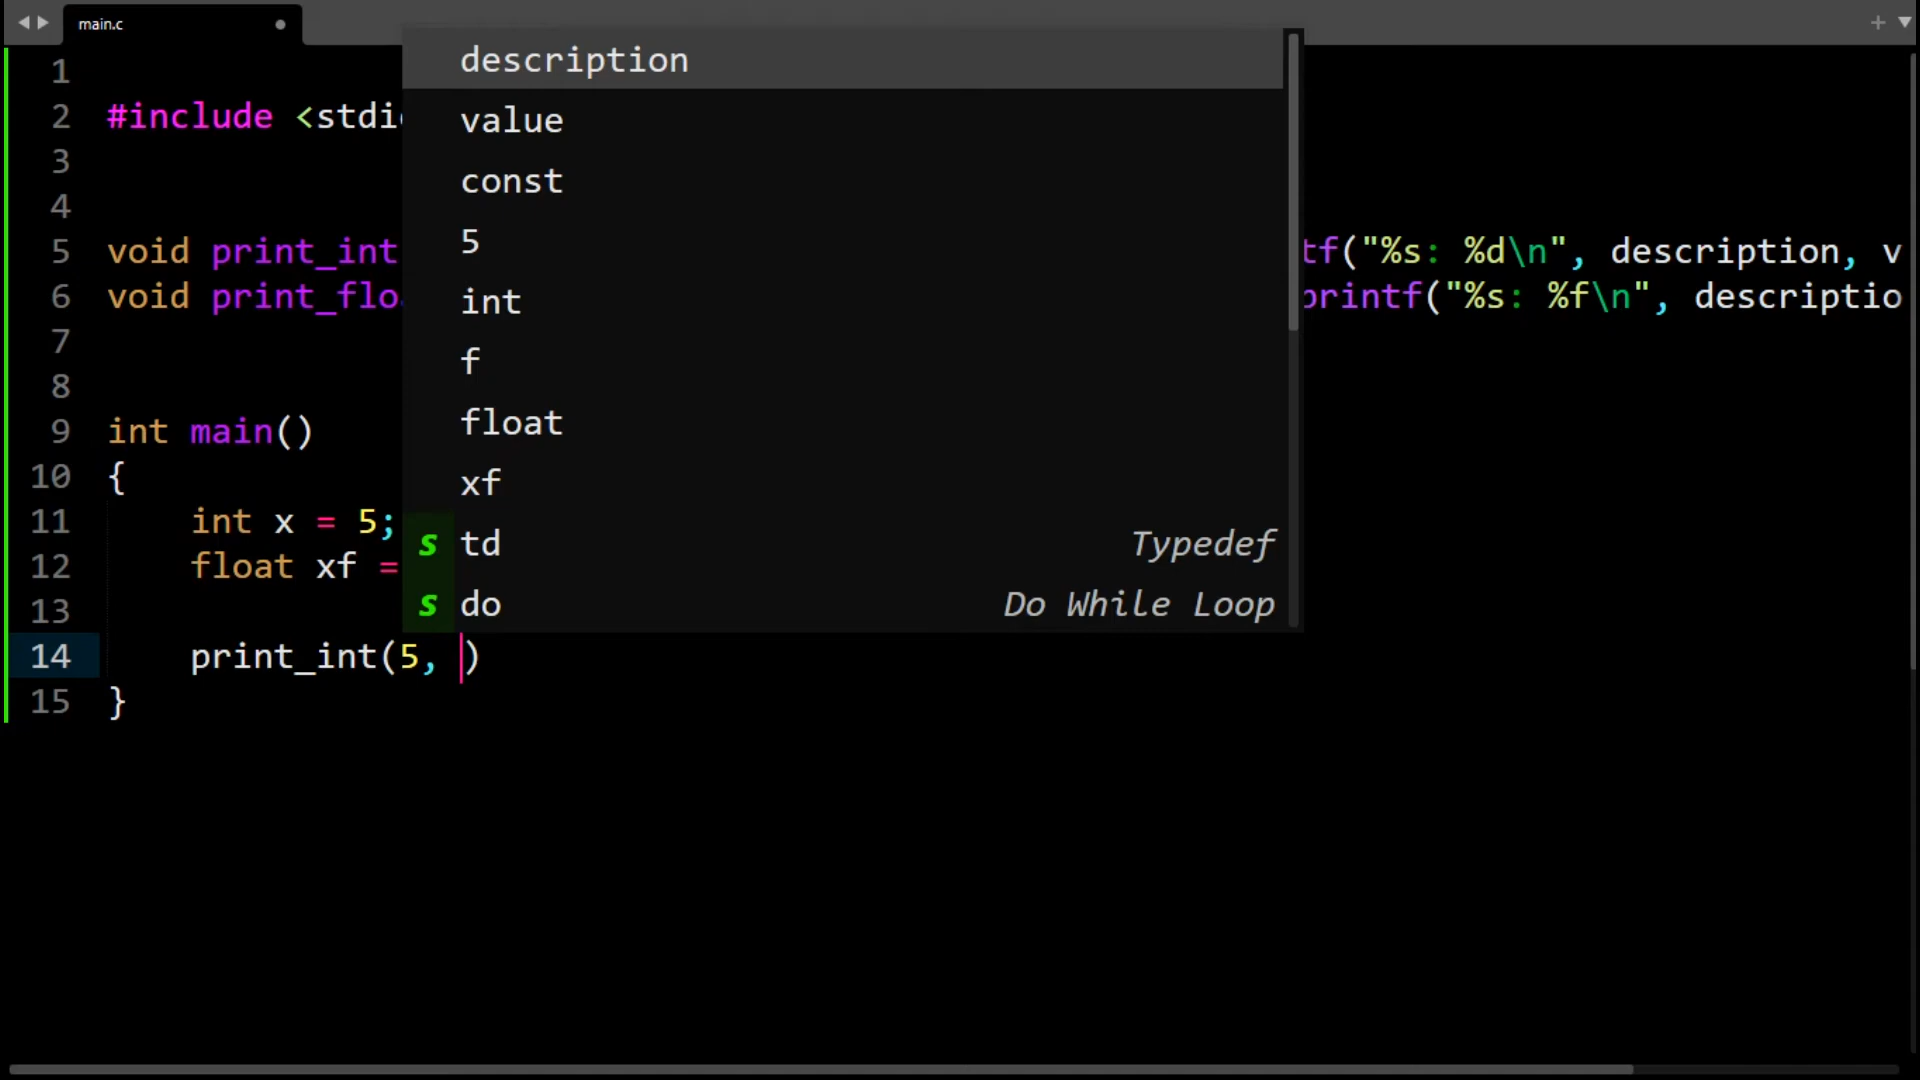 main.c
description
value
const
5
int
f
float
xf
s td Typedef
s do Do While Loop
1
2 #include <stdio
3
4
5 void print_int tf("%s: %d\n", description, v
6 void print_flo printf("%s: %f\n", descriptio
7
8
9 int main()
10 {
11 int x = 5;
12 float xf =
13
14 print_int(5, )
15 }